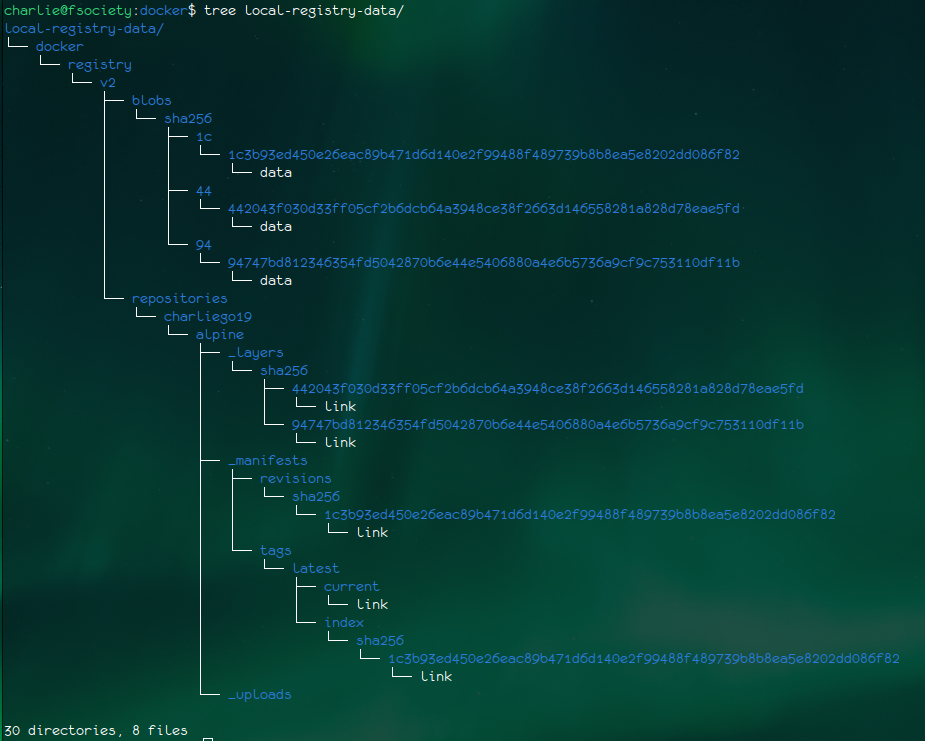 charlie@fsociety:docker$ tree local-registry-data/
local-registry-data/
└── docker
    └── registry
        └── v2
            ├── blobs
            │   └── sha256
            │       ├── 1c
            │       │   └── 1c3b93ed450e26eac89b471d6d140e2f99488f489739b8b8ea5e8202dd086f82
            │       │       └── data
            │       ├── 44
            │       │   └── 442043f030d33ff05cf2b6dcb64a3948ce38f2663d146558281a828d78eae5fd
            │       │       └── data
            │       └── 94
            │           └── 94747bd812346354fd5042870b6e44e5406880a4e6b5736a9cf9c753110df11b
            │               └── data
            └── repositories
                └── charliego19
                    └── alpine
                        ├── _layers
                        │   └── sha256
                        │       ├── 442043f030d33ff05cf2b6dcb64a3948ce38f2663d146558281a828d78eae5fd
                        │       │   └── link
                        │       └── 94747bd812346354fd5042870b6e44e5406880a4e6b5736a9cf9c753110df11b
                        │           └── link
                        ├── _manifests
                        │   ├── revisions
                        │   │   └── sha256
                        │   │       └── 1c3b93ed450e26eac89b471d6d140e2f99488f489739b8b8ea5e8202dd086f82
                        │   │           └── link
                        │   └── tags
                        │       └── latest
                        │           ├── current
                        │           │   └── link
                        │           └── index
                        │               └── sha256
                        │                   └── 1c3b93ed450e26eac89b471d6d140e2f99488f489739b8b8ea5e8202dd086f82
                        │                       └── link
                        └── _uploads
30 directories, 8 files